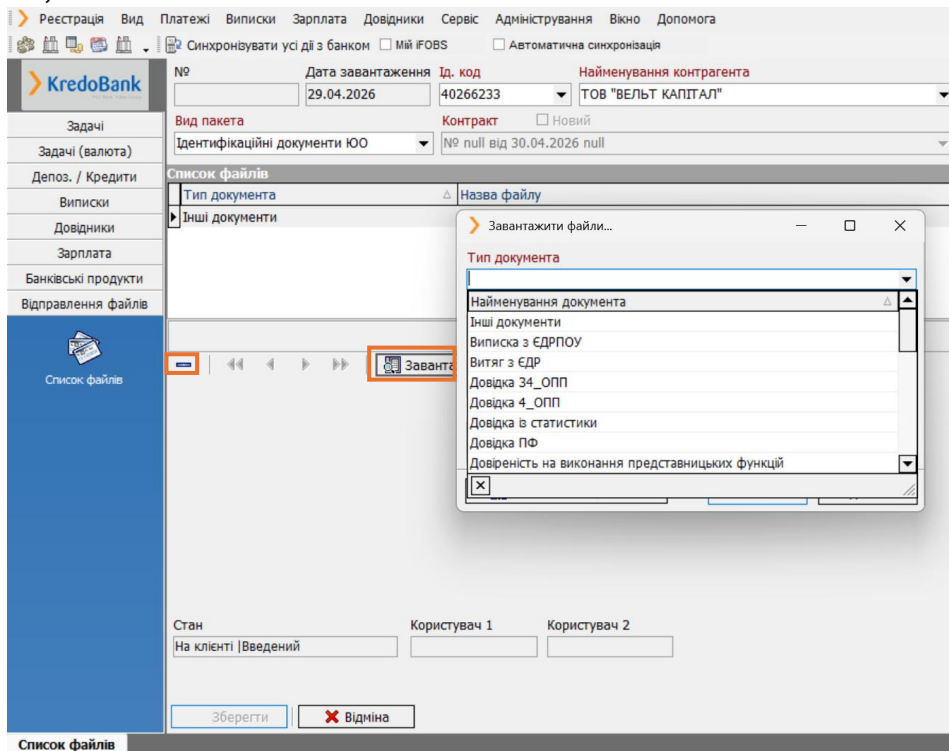 Реєстрація Вид Платежі Виписки Зарплата Довідники Сервіс Адміністрування Вікно Допомога
Синхронізувати усі дії з банком Мій iFOBS Автоматична синхронізація
KredoBank
№ Дата завантаження Ід. код Найменування контрагента
29.04.2026 40266233 ТОВ "ВЕЛЬТ КАПІТАЛ"
Вид пакета Контракт Новий
Ідентифікаційні документи ЮО № null від 30.04.2026 null
Задачі
Задачі (валюта)
Депоз. / Кредити
Виписки
Довідники
Зарплата
Банківські продукти
Відправлення файлів
Список файлів
Список файлів
Тип документа Назва файлу
Інші документи
Завантажити файли...
Тип документа
Найменування документа
Інші документи
Виписка з ЄДРПОУ
Витяг з ЄДР
Довідка 34_ОПП
Довідка 4_ОПП
Довідка із статистики
Довідка ПФ
Довіреність на виконання представницьких функцій
Заванта
Стан Користувач 1 Користувач 2
На клієнті |Введений
Зберегти Відміна
Список файлів